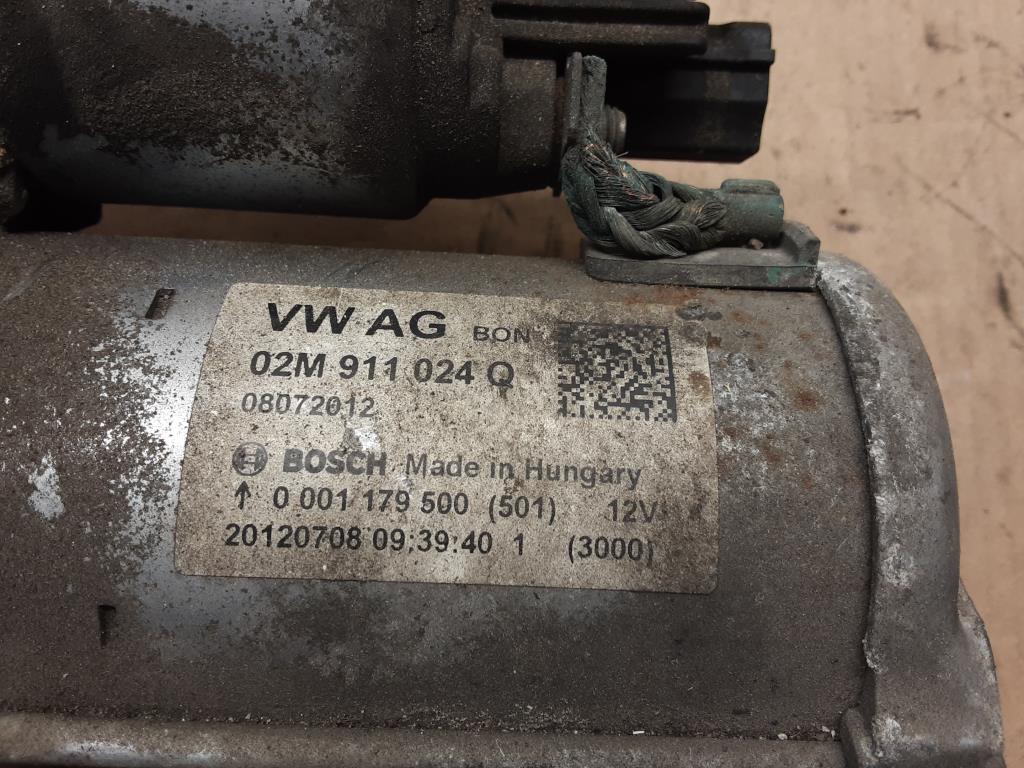 VW AG BON
02M 911 024 Q
08072012
BOSCH Made in Hungary
↑ 0 001 179 500 (501) 12V
20120708 09:39:40 1 (3000)